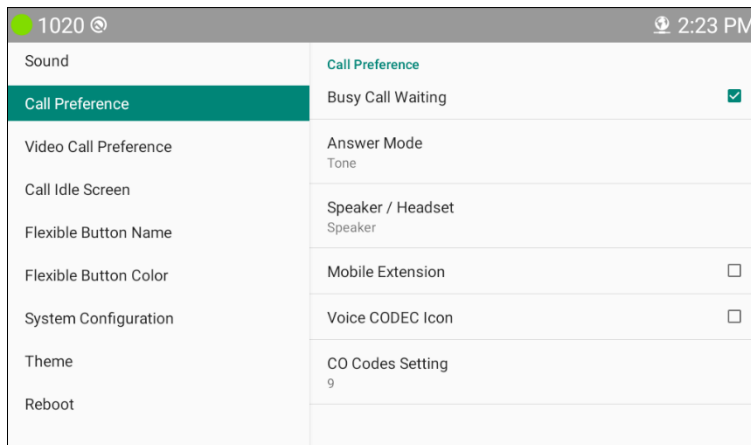 1020
2:23 PM
Sound
Call Preference
Video Call Preference
Call Idle Screen
Flexible Button Name
Flexible Button Color
System Configuration
Theme
Reboot
Call Preference
Busy Call Waiting
Answer Mode
Tone
Speaker / Headset
Speaker
Mobile Extension
Voice CODEC Icon
CO Codes Setting
9